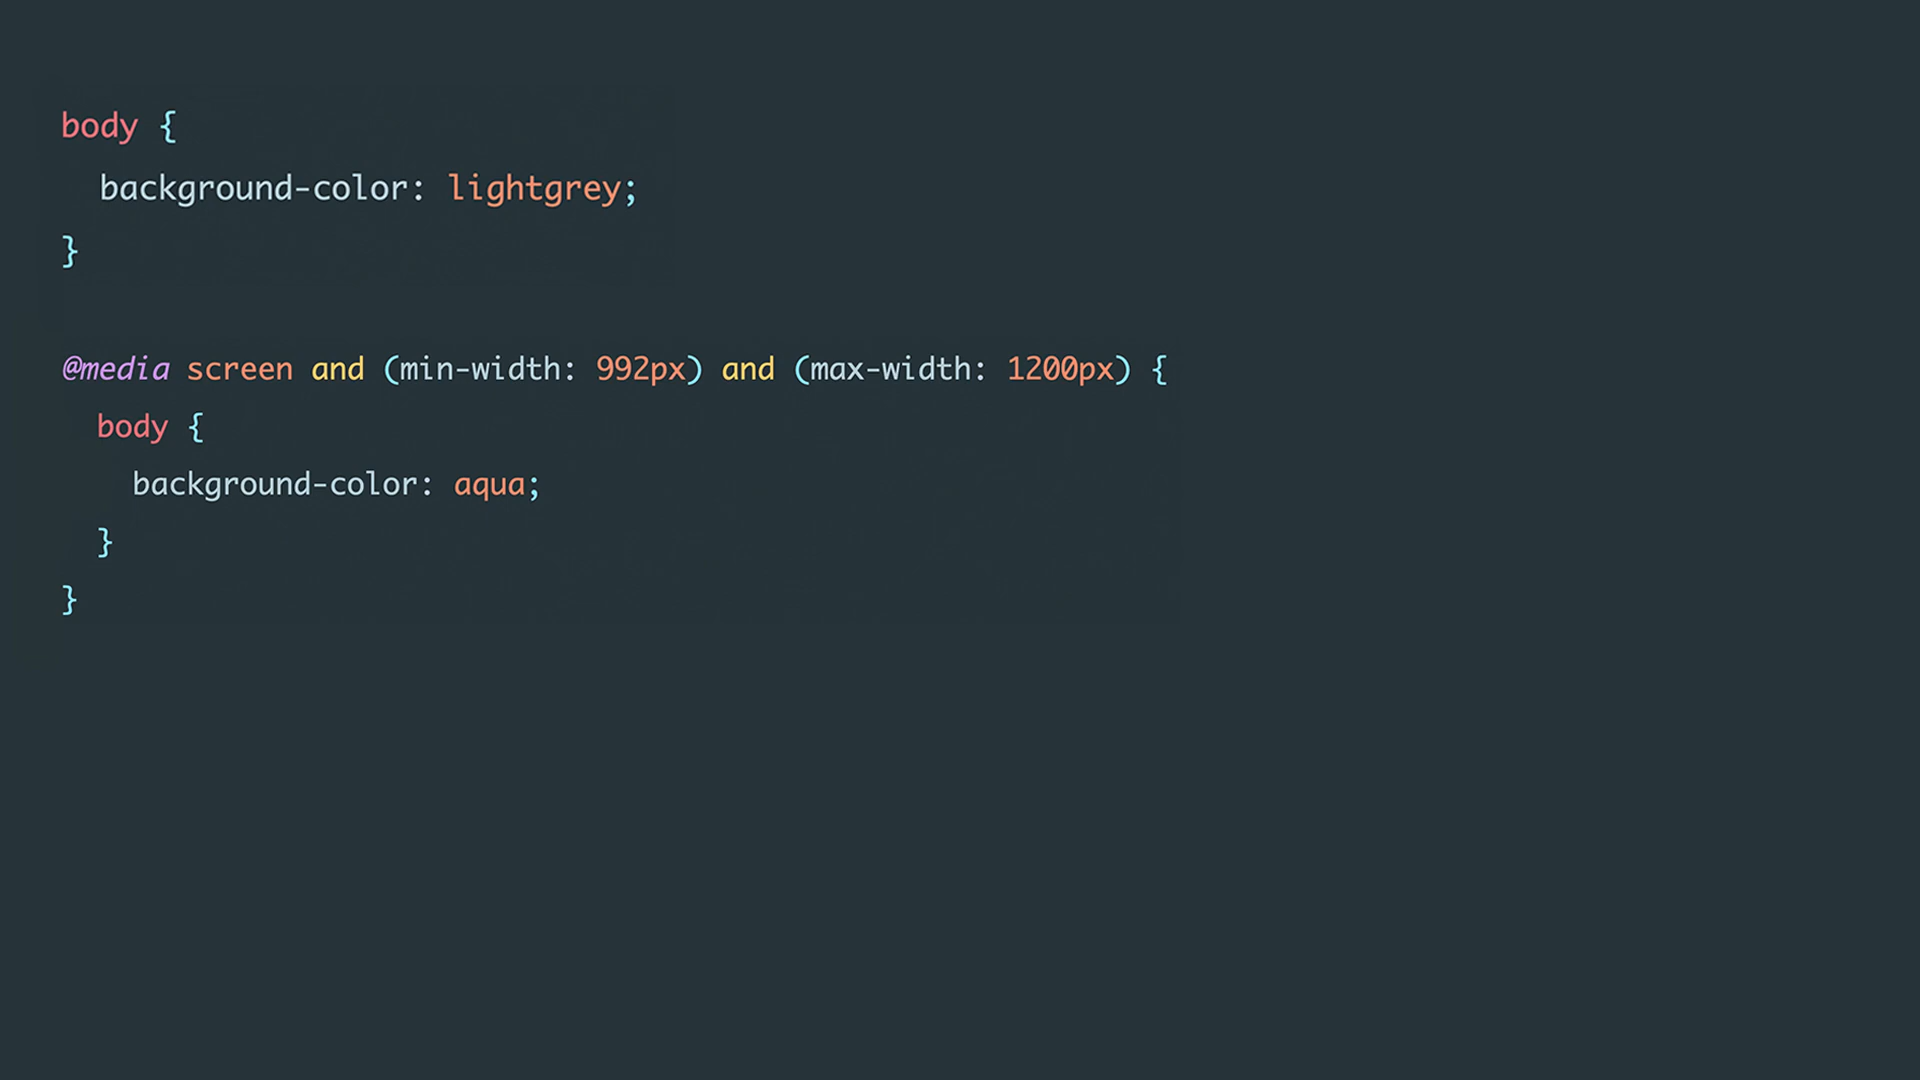 body {
  background-color: lightgrey;
}
@media screen and (min-width: 992px) and (max-width: 1200px) {
  body {
    background-color: aqua;
  }
}